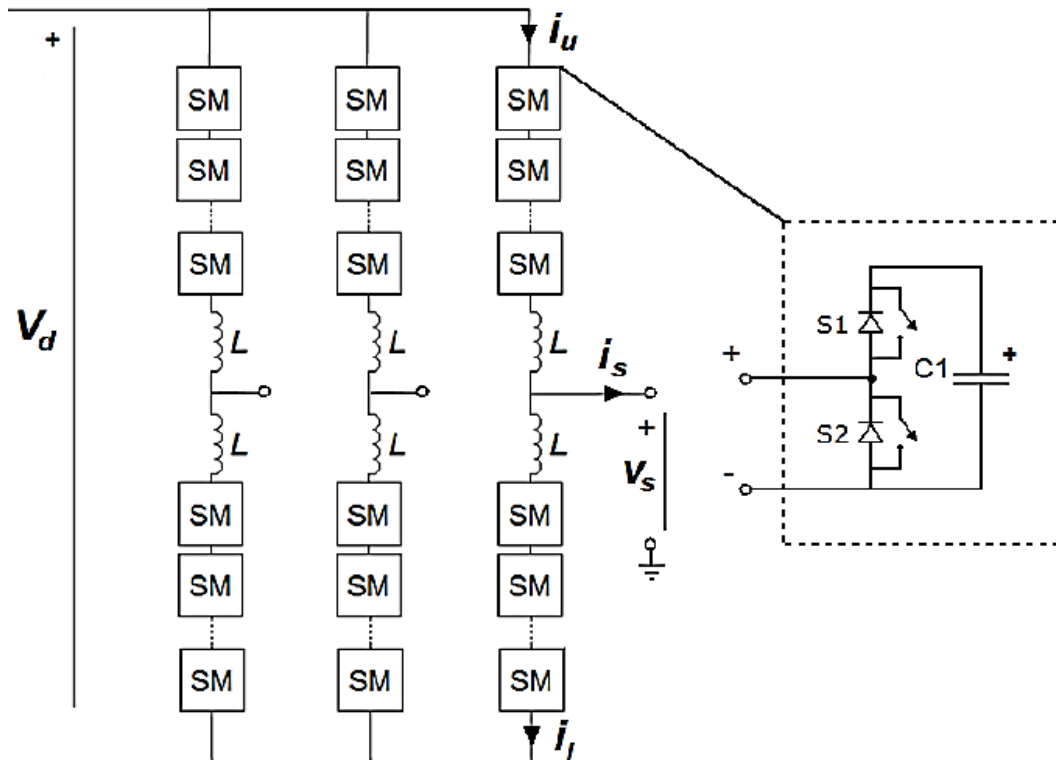 + i_u
SM SM SM
SM SM SM
SM SM SM
V_d
L L L
i_s
+
L L L
V_s
SM SM SM
SM SM SM
SM SM SM
i_l
S1
+
C1 +
S2
-